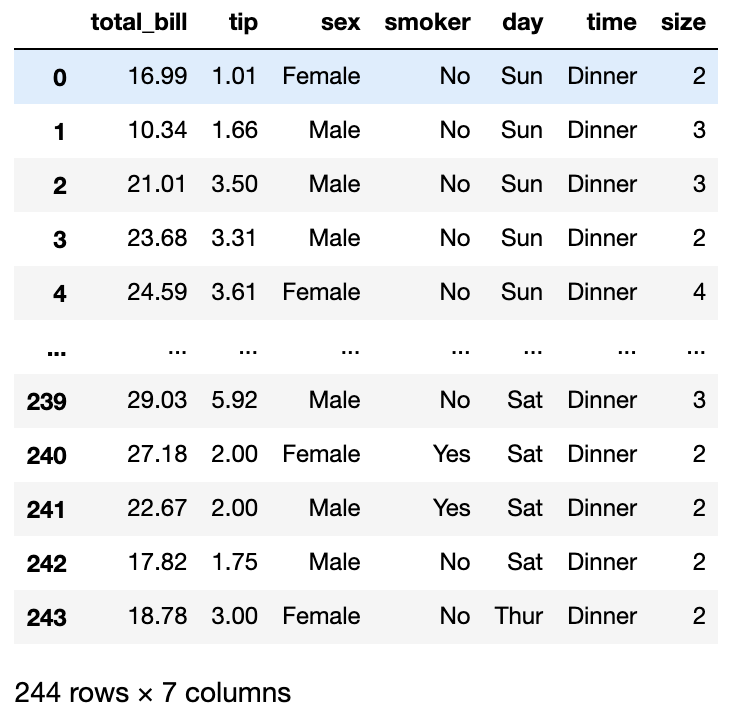 total_bill tip sex smoker day time size
0 16.99 1.01 Female No Sun Dinner 2
1 10.34 1.66 Male No Sun Dinner 3
2 21.01 3.50 Male No Sun Dinner 3
3 23.68 3.31 Male No Sun Dinner 2
4 24.59 3.61 Female No Sun Dinner 4
... ... ... ... ... ... ... ...
239 29.03 5.92 Male No Sat Dinner 3
240 27.18 2.00 Female Yes Sat Dinner 2
241 22.67 2.00 Male Yes Sat Dinner 2
242 17.82 1.75 Male No Sat Dinner 2
243 18.78 3.00 Female No Thur Dinner 2
244 rows × 7 columns